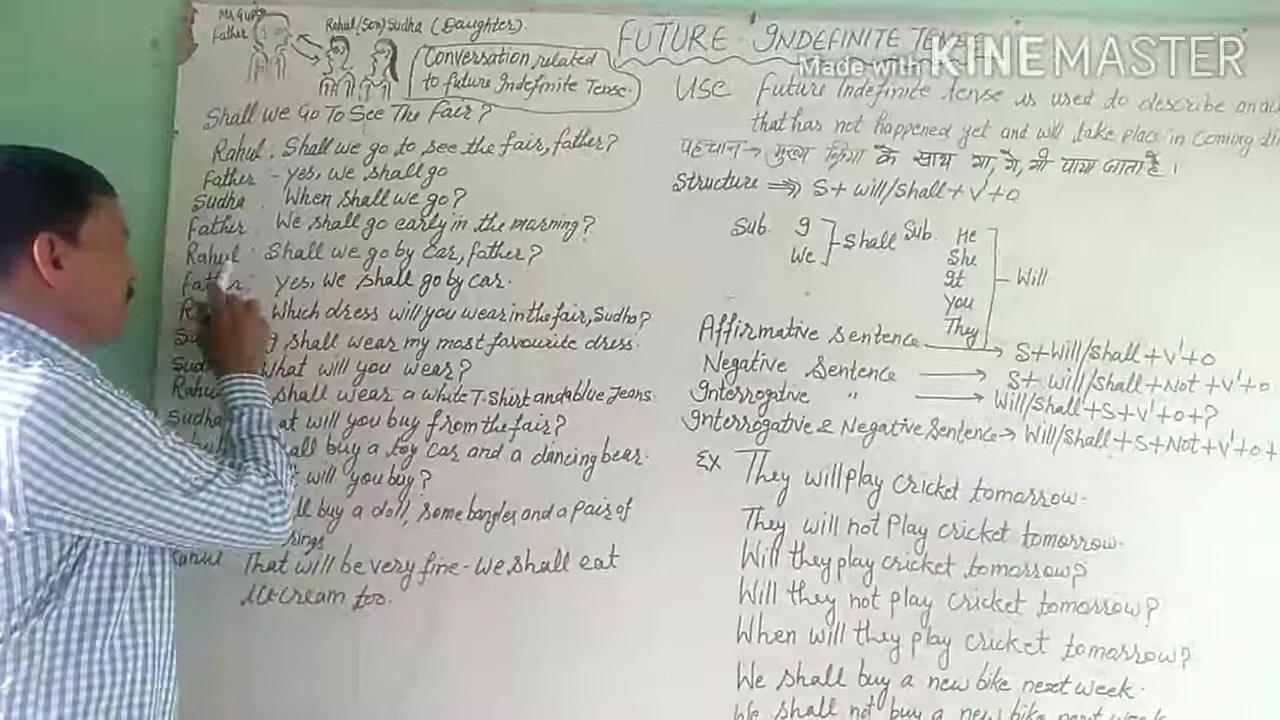 Mr. Gupta
Father
Rahul (Son) Sudha (Daughter)
Conversation related
to future Indefinite Tense.
Shall We Go To See The Fair?
Rahul : Shall we go to see the fair, father?
Father - yes, we shall go
Sudha . When shall we go?
Father . We shall go early in the marning?
Rahul : Shall we go by Car, father?
Father : yes, we shall go by car.
Which dress will you wear in the fair, Sudha?
I shall wear my most favourite dress.
Sudha What will you wear?
Rahul shall wear a white T-Shirt and a blue Jeans.
Sudha at will you buy from the fair?
all buy a toy Car and a dancing bear.
will you buy?
ll buy a doll, some bangles and a pair of
rings
Rahul That will be very fine - We shall eat
ice-cream too.
FUTURE INDEFINITE TENSE
Made with KINEMASTER
USE Future Indefinite tense is used to describe an
that has not happened yet and will take place in coming
पहचान → मुख्य क्रिया के साथ गा, गे, गी पाया जाता है।
Structure ⇒ S + will/shall + V¹ + O
Sub. I
We
Shall
Sub. He
She
It
you
They
Will
Affirmative Sentence → S + Will/Shall + V¹ + O
Negative Sentence → S + will/shall + Not + V¹ + O
Interrogative " → Will/Shall + S + V¹ + O + ?
Interrogative & Negative Sentence → Will/Shall + S + Not + V¹ + O +
Ex They will play cricket tomorrow.
They will not Play cricket tomorrow.
Will they play cricket tomorrow?
Will they not play cricket tomorrow?
When will they play cricket tomorrow?
We shall buy a new bike next week.
We shall not buy a new bike next week